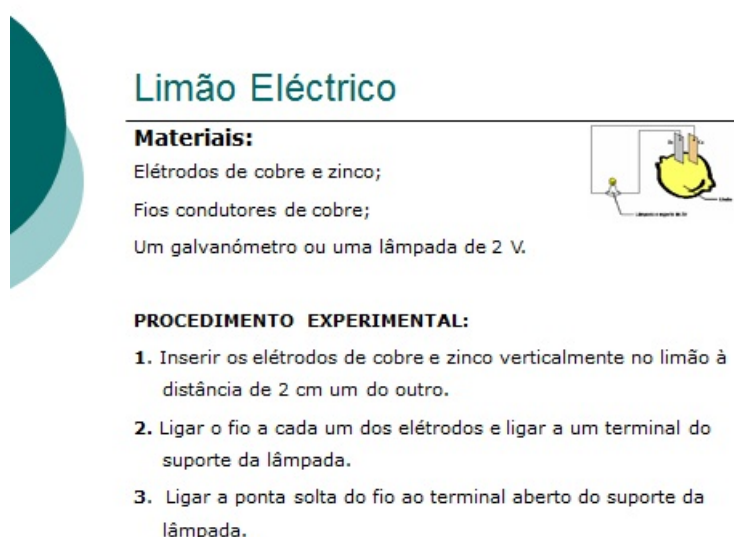 Limão Eléctrico
Materiais:
Elétrodos de cobre e zinco;
Fios condutores de cobre;
Um galvanómetro ou uma lâmpada de 2 V.
PROCEDIMENTO EXPERIMENTAL:
1. Inserir os elétrodos de cobre e zinco verticalmente no limão à
distância de 2 cm um do outro.
2. Ligar o fio a cada um dos elétrodos e ligar a um terminal do
suporte da lâmpada.
3. Ligar a ponta solta do fio ao terminal aberto do suporte da
lâmpada.